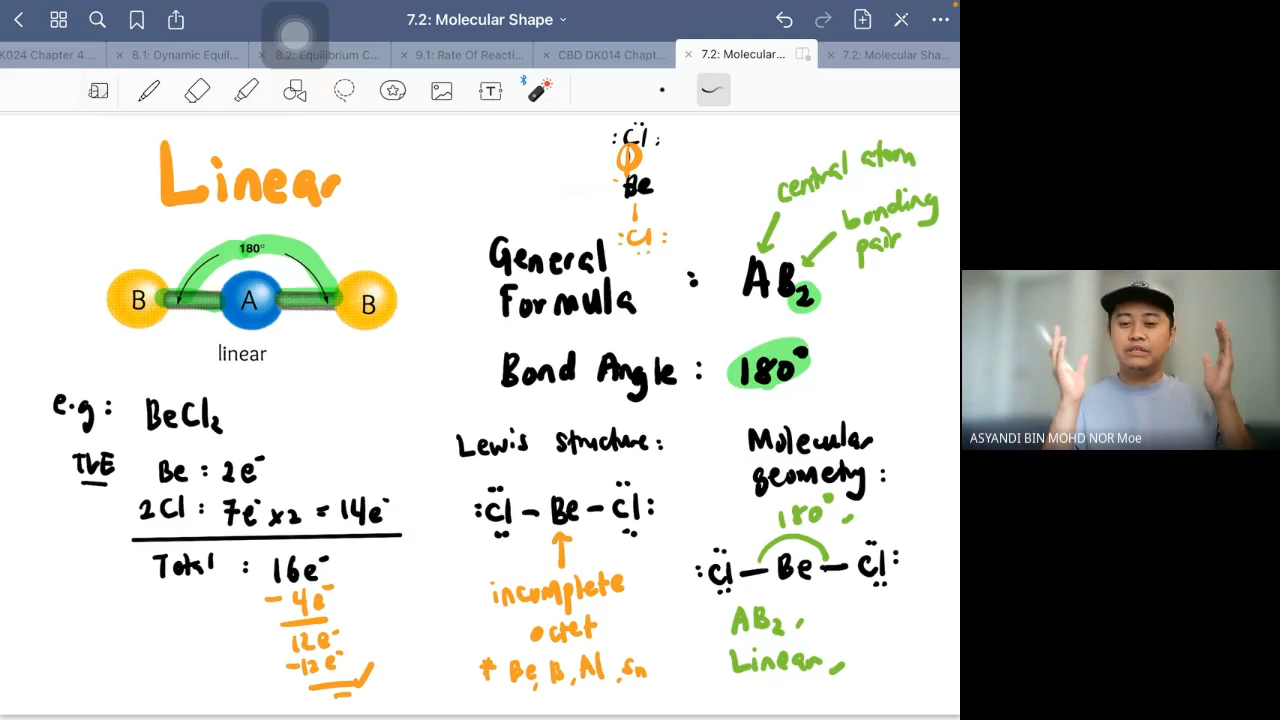 7.2: Molecular Shape
K024 Chapter 4....
8.1: Dynamic Equil...
8.2: Equilibrium C...
9.1: Rate Of Reacti...
CBD DK014 Chapt...
7.2: Molecular...
7.2: Molecular Sha...
Linear
180°
B A B
linear
:Cl:
Be
:Cl:
General
Formula : AB2
central atom
bonding
pair
Bond Angle : 180°
e.g : BeCl2
TVE
Be : 2e-
2Cl : 7e- x2 = 14e-
Total : 16e-
- 4e-
12e-
-12e-
Lewis structure:
:Cl - Be - Cl:
incomplete
octet
* Be, B, Al, Sn
Molecular
geometry :
180°
:Cl - Be - Cl:
AB2
Linear
ASYANDI BIN MOHD NOR Moe